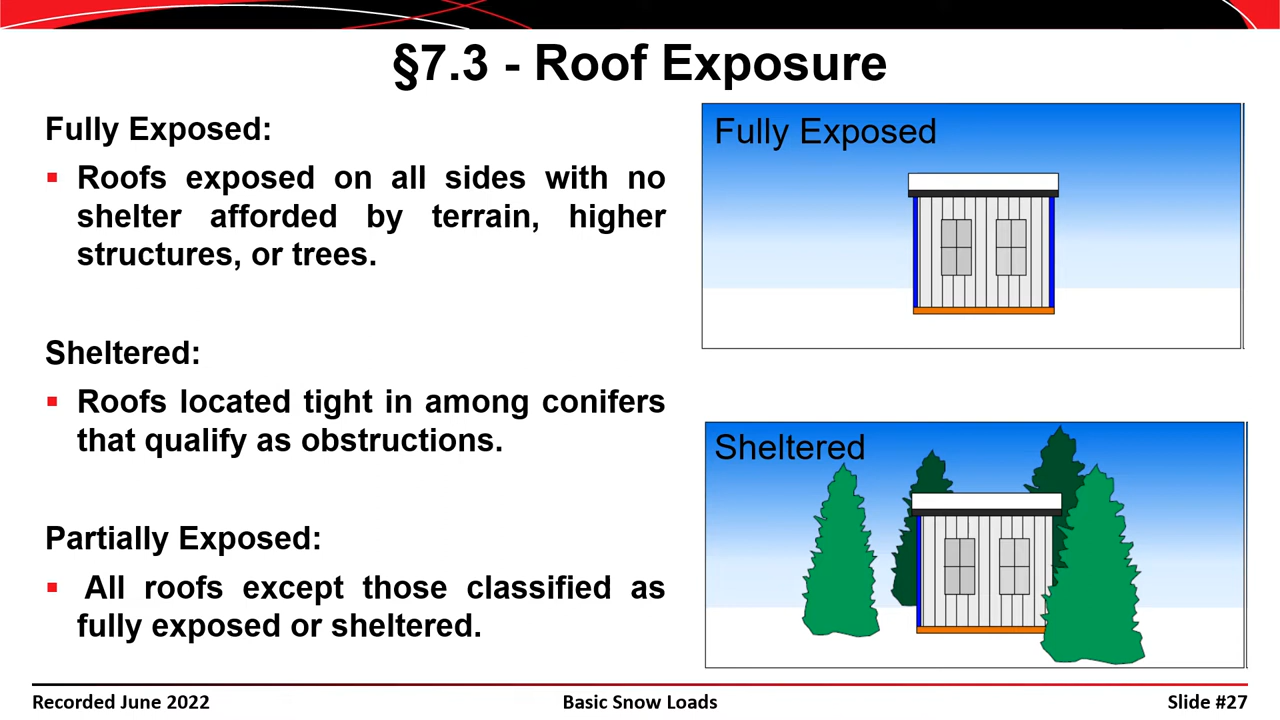 §7.3 - Roof Exposure
Fully Exposed:
▪ Roofs exposed on all sides with no
shelter afforded by terrain, higher
structures, or trees.
Sheltered:
▪ Roofs located tight in among conifers
that qualify as obstructions.
Partially Exposed:
▪ All roofs except those classified as
fully exposed or sheltered.
Fully Exposed
Sheltered
Recorded June 2022
Basic Snow Loads
Slide #27